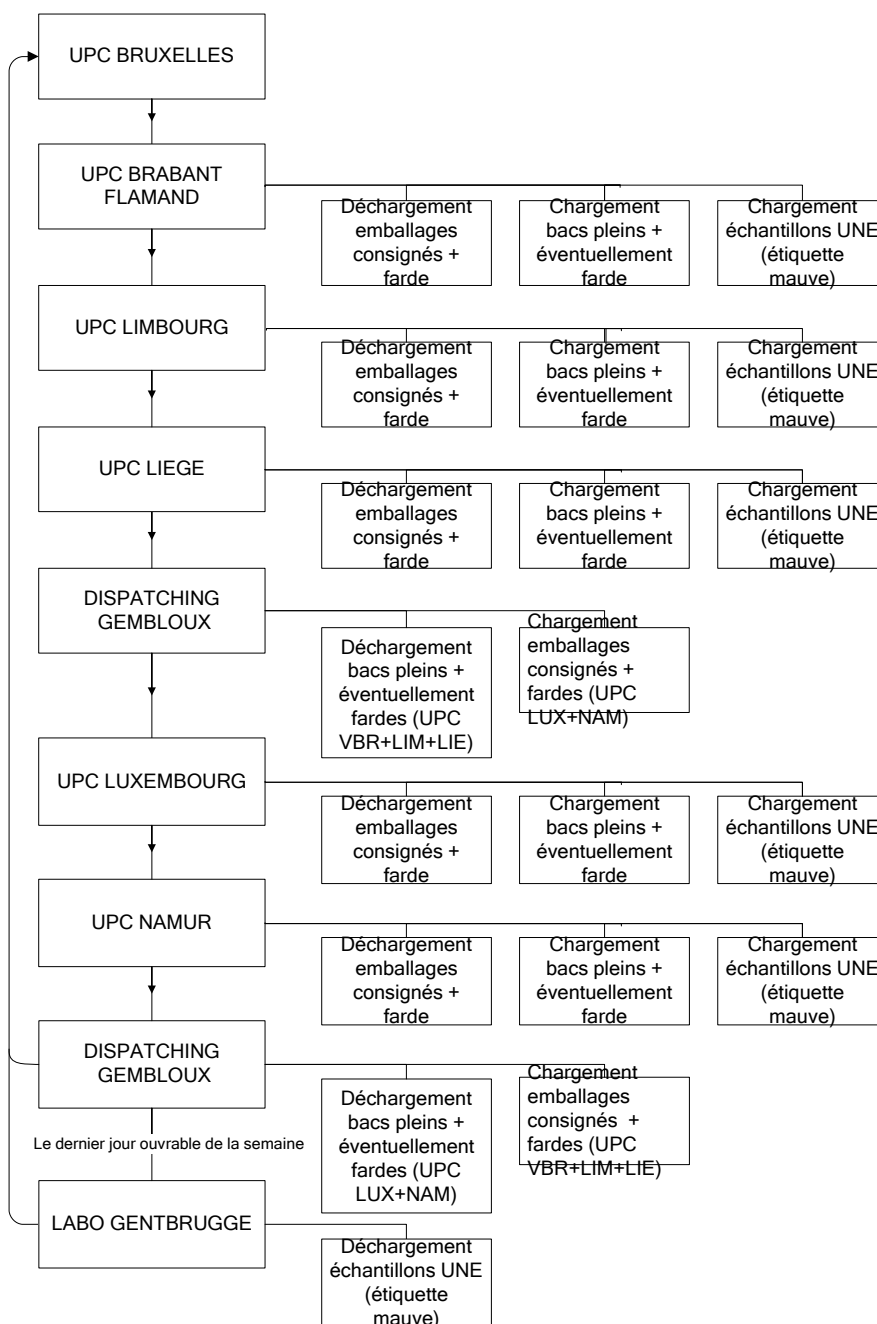 UPC BRUXELLES
UPC BRABANT
FLAMAND
Déchargement
emballages
consignés +
farde
Chargement
bacs pleins +
éventuellement
farde
Chargement
échantillons UNE
(étiquette
mauve)
UPC LIMBOURG
Déchargement
emballages
consignés +
farde
Chargement
bacs pleins +
éventuellement
farde
Chargement
échantillons UNE
(étiquette
mauve)
UPC LIEGE
Déchargement
emballages
consignés +
farde
Chargement
bacs pleins +
éventuellement
farde
Chargement
échantillons UNE
(étiquette
mauve)
DISPATCHING
GEMBLOUX
Déchargement
bacs pleins +
éventuellement
fardes (UPC
VBR+LIM+LIE)
Chargement
emballages
consignés +
fardes (UPC
LUX+NAM)
UPC LUXEMBOURG
Déchargement
emballages
consignés +
farde
Chargement
bacs pleins +
éventuellement
farde
Chargement
échantillons UNE
(étiquette
mauve)
UPC NAMUR
Déchargement
emballages
consignés +
farde
Chargement
bacs pleins +
éventuellement
farde
Chargement
échantillons UNE
(étiquette
mauve)
DISPATCHING
GEMBLOUX
Déchargement
bacs pleins +
éventuellement
fardes (UPC
LUX+NAM)
Chargement
emballages
consignés +
fardes (UPC
VBR+LIM+LIE)
Le dernier jour ouvrable de la semaine
LABO GENTBRUGGE
Déchargement
échantillons UNE
(étiquette
mauve)